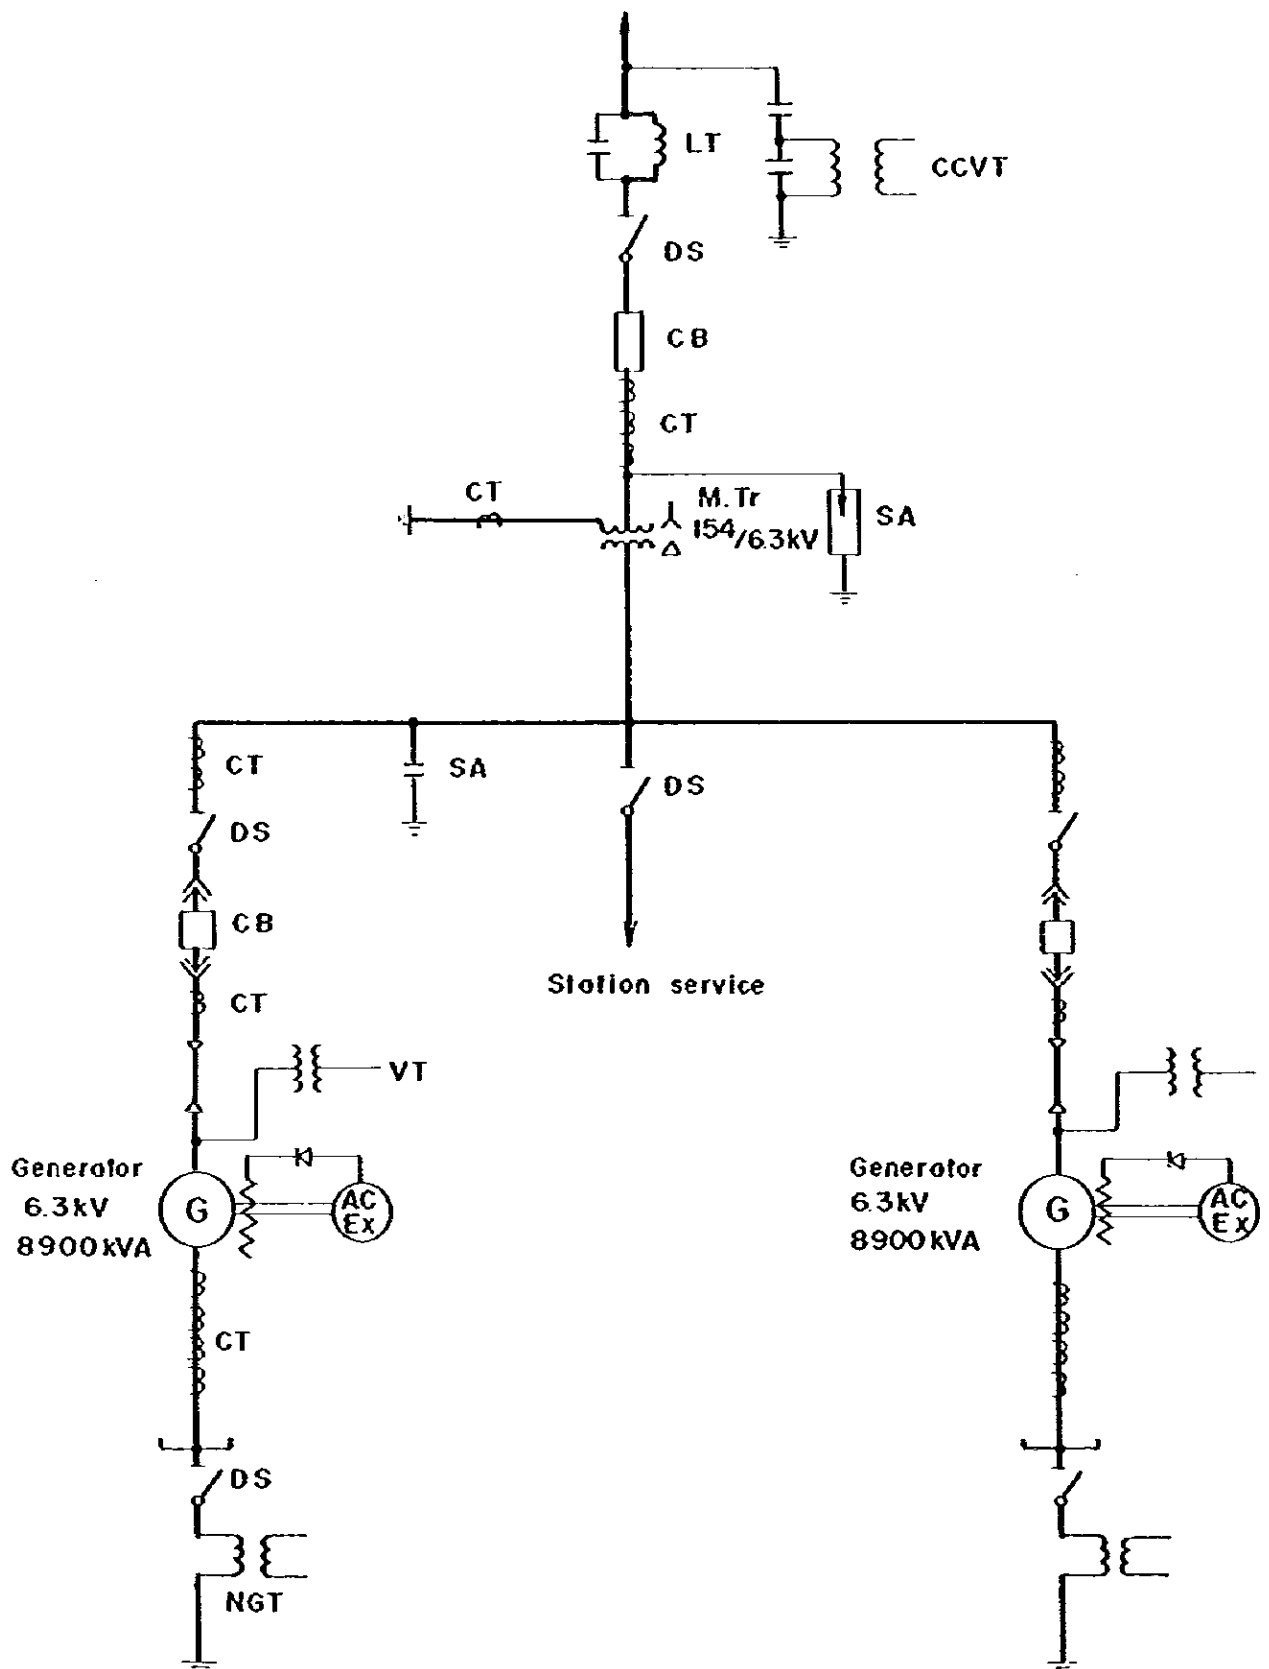 LT
CCVT
DS
CB
CT
CT
M.Tr
154/6.3kV
SA
CT
SA
DS
DS
CB
Station service
CT
VT
Generator
6.3kV
8900kVA
G
AC
Ex
Generator
6.3kV
8900kVA
G
AC
Ex
CT
DS
NGT